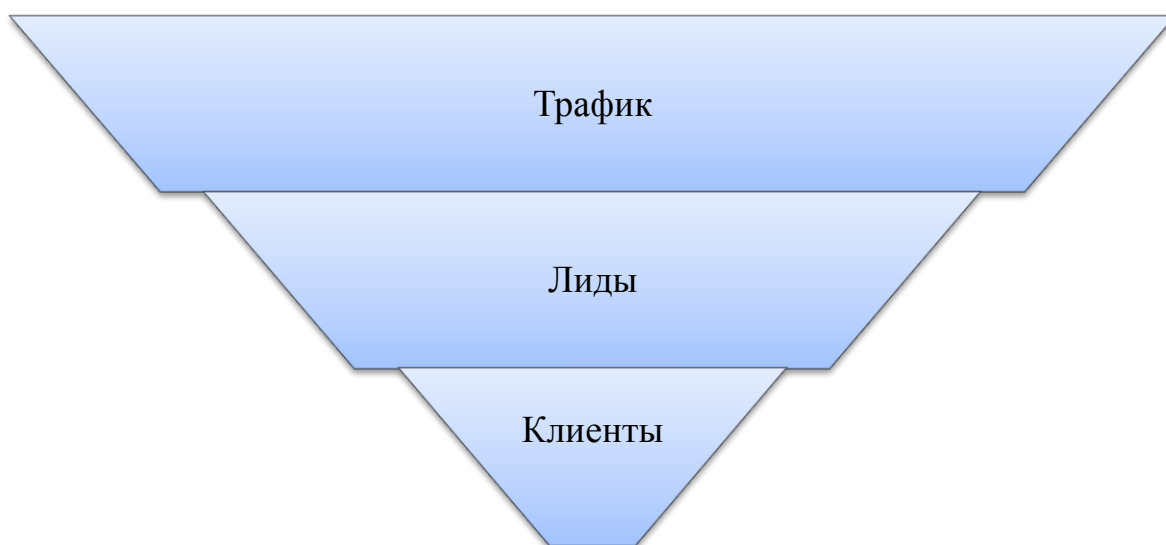 Трафик
Лиды
Клиенты